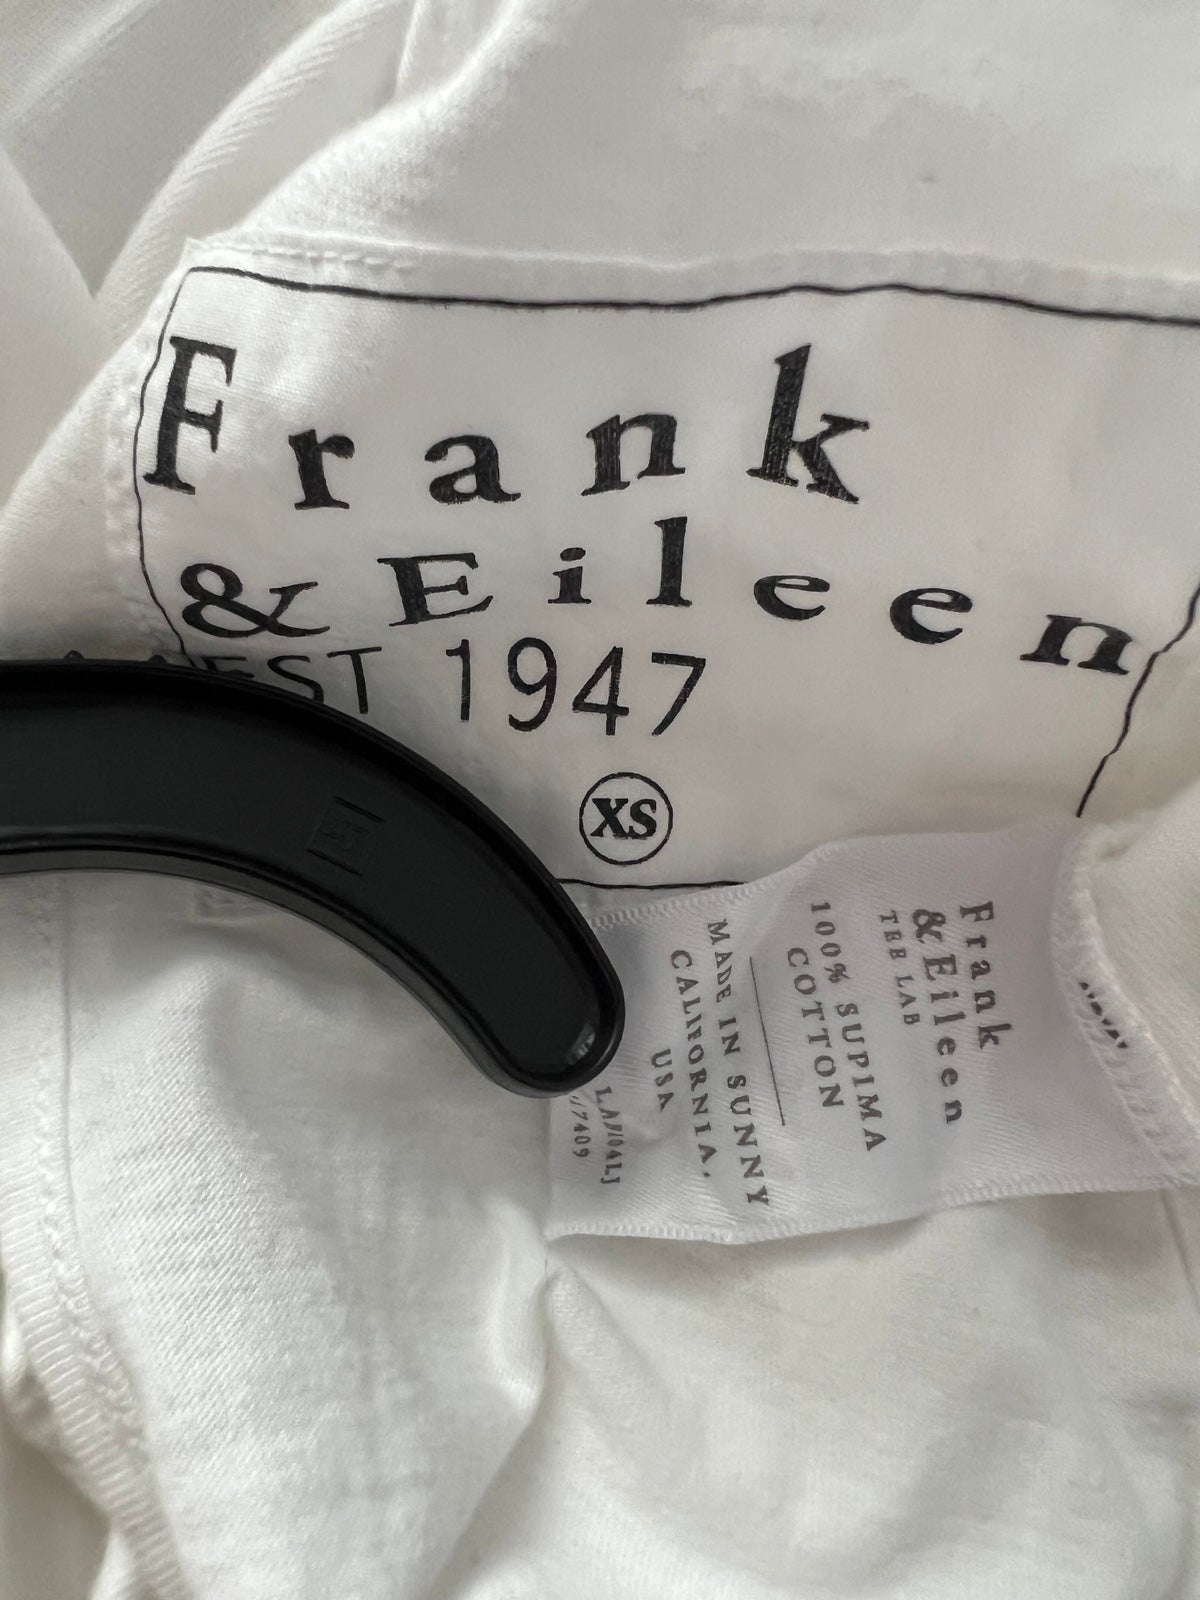 Frank
& Eileen
EST 1947
XS
Frank
& Eileen
TEE LAB
100% SUPIMA
COTTON
MADE IN SUNNY
CALIFORNIA,
USA